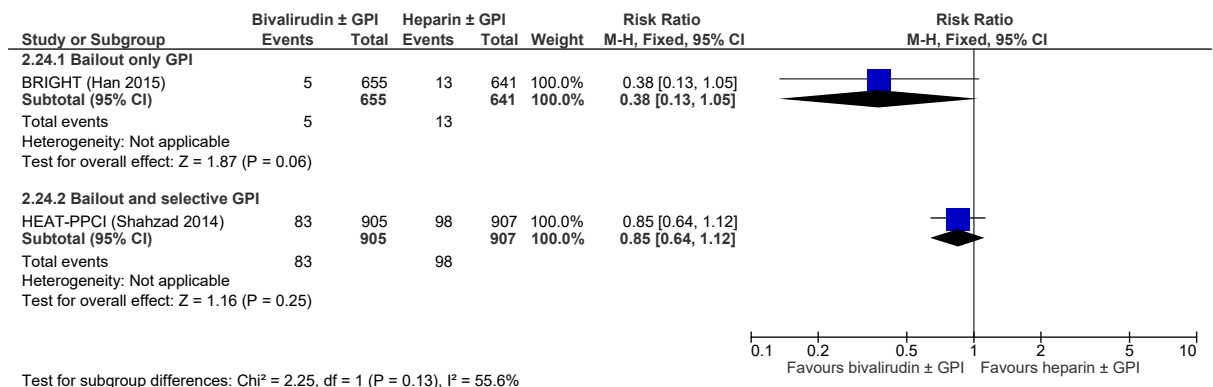 Bivalirudin ± GPI Heparin ± GPI Risk Ratio Risk Ratio
Study or Subgroup Events Total Events Total Weight M-H, Fixed, 95% CI M-H, Fixed, 95% CI
2.24.1 Bailout only GPI
BRIGHT (Han 2015) 5 655 13 641 100.0% 0.38 [0.13, 1.05]
Subtotal (95% CI) 655 641 100.0% 0.38 [0.13, 1.05]
Total events 5 13
Heterogeneity: Not applicable
Test for overall effect: Z = 1.87 (P = 0.06)
2.24.2 Bailout and selective GPI
HEAT-PPCI (Shahzad 2014) 83 905 98 907 100.0% 0.85 [0.64, 1.12]
Subtotal (95% CI) 905 907 100.0% 0.85 [0.64, 1.12]
Total events 83 98
Heterogeneity: Not applicable
Test for overall effect: Z = 1.16 (P = 0.25)
0.1 0.2 0.5 1 2 5 10
Favours bivalirudin ± GPI Favours heparin ± GPI
Test for subgroup differences: Chi² = 2.25, df = 1 (P = 0.13), I² = 55.6%